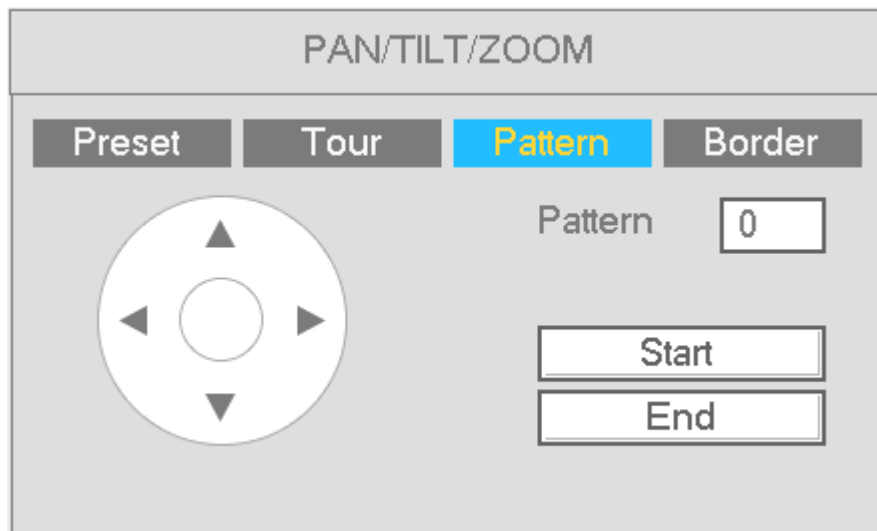 PAN/TILT/ZOOM
Preset Tour Pattern Border
Pattern 0
Start
End